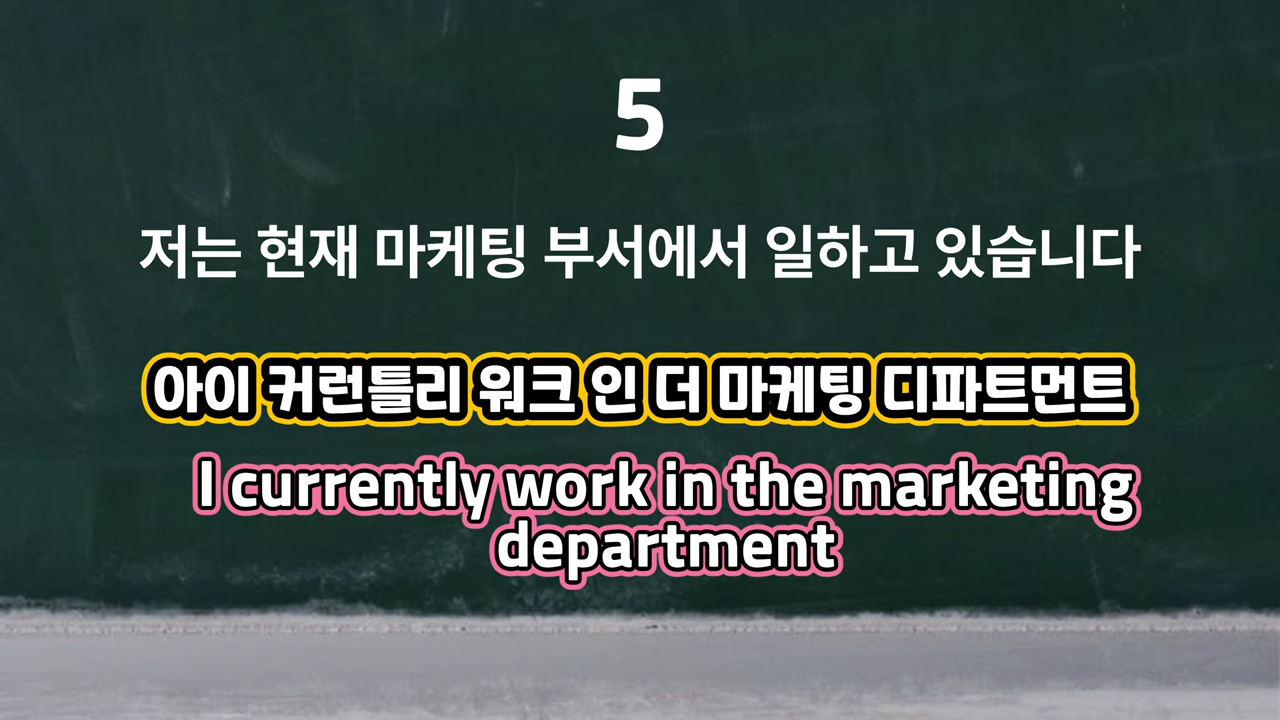 5
저는 현재 마케팅 부서에서 일하고 있습니다
아이 커런틀리 워크 인 더 마케팅 디파트먼트
I currently work in the marketing
department